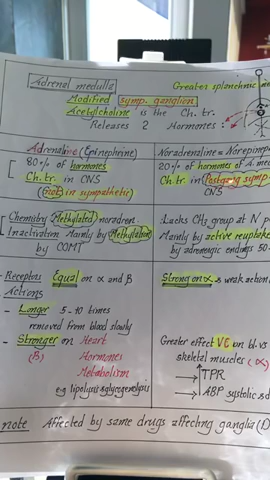 Adrenal medulla
Greater splanchnic
Modified symp. ganglion
Acetylcholine is the Ch. tr.
Releases 2 Hormones :
Adrenaline (Epinephrine)
80% of hormones
Ch. tr in CNS
(Not in sympathetic)
Noradrenaline = Norepinep
20% of hormones of A. me
Ch. tr in Postgang symp
CNS
Chemistry: Methylated noradren.
Inactivation Mainly by Methylation
by COMT
: Lacks CH3 group at N p
Mainly by active reuptake
by adrenergic endings 50-
- Receptors Equal on α and β
Actions
- Longer 5-10 times
removed from blood slowly
- Stronger on Heart
(β) Hormones
Metabolism
e.g lipolysis & glycogenolysis
Strong on α & weak action
Greater effect VC on bl. vs
skeletal muscles (α)
TPR
ABP systolic & d
note Affected by same drugs affecting ganglia